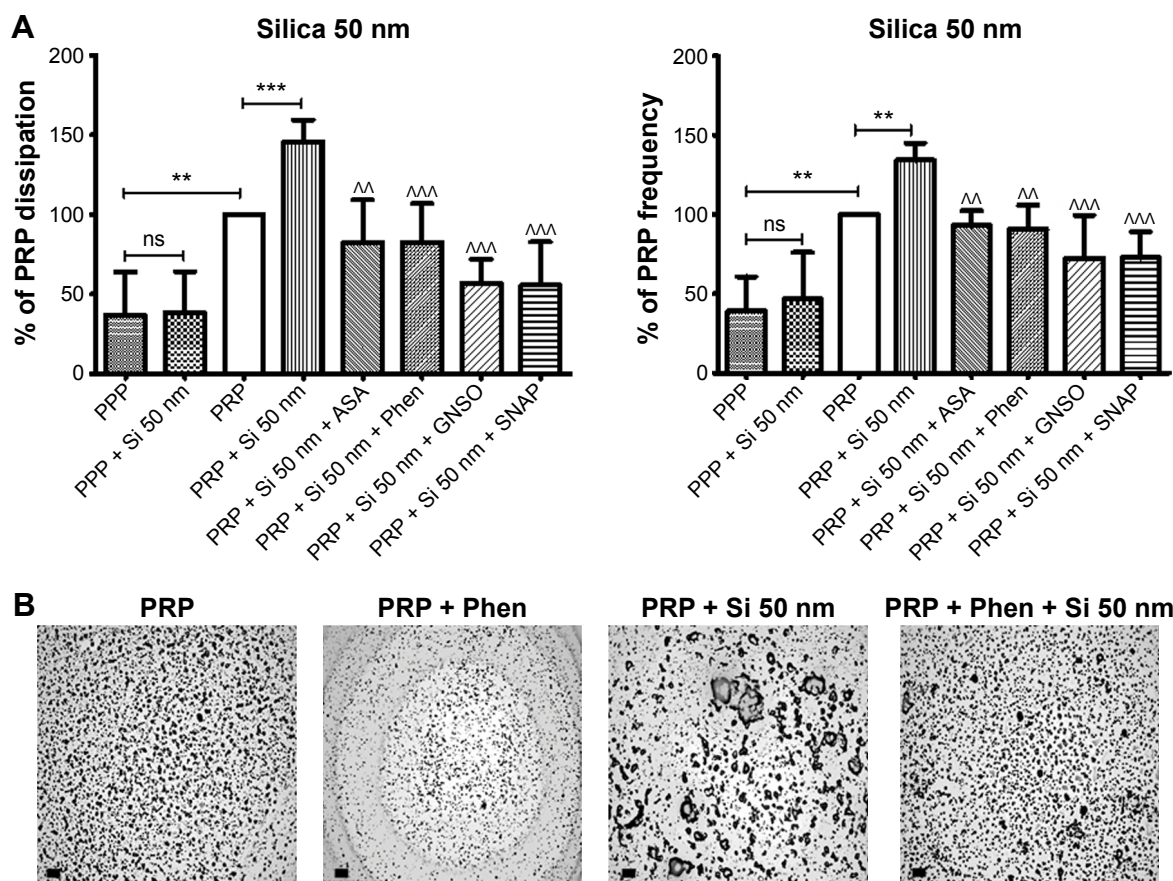 A
Silica 50 nm
% of PRP dissipation
200
150
100
50
0
ns
**
***
^^
^^^
^^^
^^^
PPP
PPP + Si 50 nm
PRP
PRP + Si 50 nm
PRP + Si 50 nm + ASA
PRP + Si 50 nm + Phen
PRP + Si 50 nm + GNSO
PRP + Si 50 nm + SNAP
Silica 50 nm
% of PRP frequency
200
150
100
50
0
ns
**
**
^^
^^
^^^
^^^
PPP
PPP + Si 50 nm
PRP
PRP + Si 50 nm
PRP + Si 50 nm + ASA
PRP + Si 50 nm + Phen
PRP + Si 50 nm + GNSO
PRP + Si 50 nm + SNAP
B
PRP
PRP + Phen
PRP + Si 50 nm
PRP + Phen + Si 50 nm